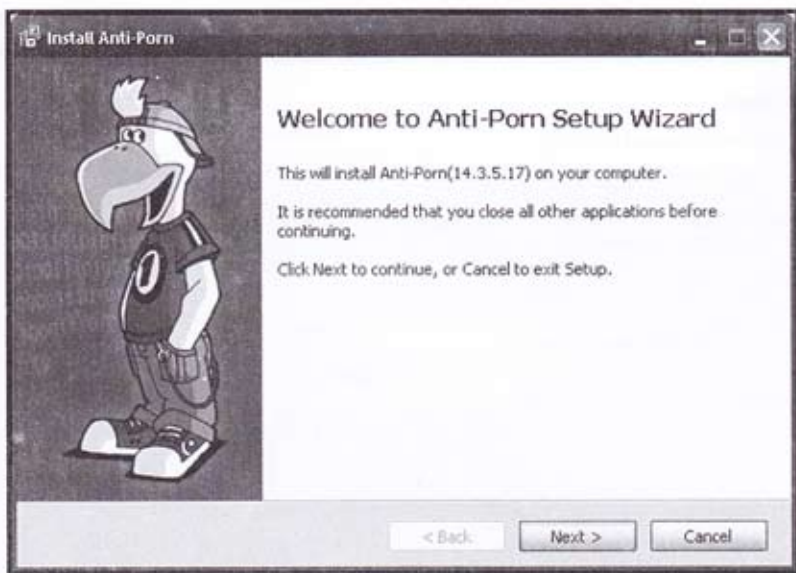 Install Anti-Porn
Welcome to Anti-Porn Setup Wizard
This will install Anti-Porn(14.3.5.17) on your computer.
It is recommended that you close all other applications before
continuing.
Click Next to continue, or Cancel to exit Setup.
< Back
Next >
Cancel